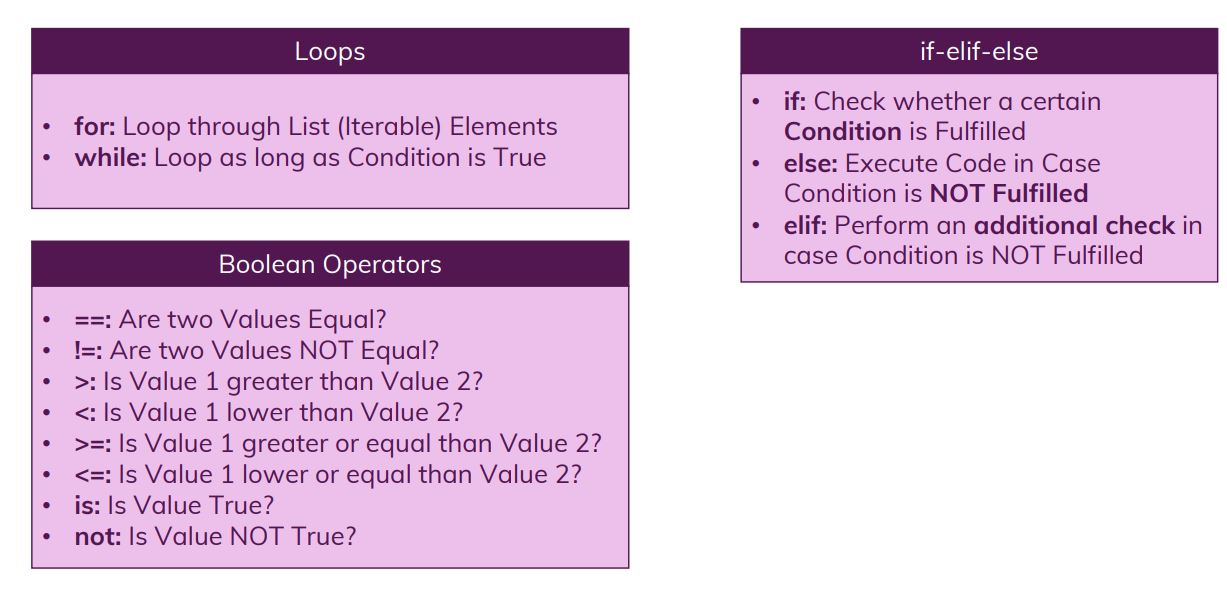 Loops
• for: Loop through List (Iterable) Elements
• while: Loop as long as Condition is True
Boolean Operators
• ==: Are two Values Equal?
• !=: Are two Values NOT Equal?
• >: Is Value 1 greater than Value 2?
• <: Is Value 1 lower than Value 2?
• >=: Is Value 1 greater or equal than Value 2?
• <=: Is Value 1 lower or equal than Value 2?
• is: Is Value True?
• not: Is Value NOT True?
if-elif-else
• if: Check whether a certain
Condition is Fulfilled
• else: Execute Code in Case
Condition is NOT Fulfilled
• elif: Perform an additional check in
case Condition is NOT Fulfilled